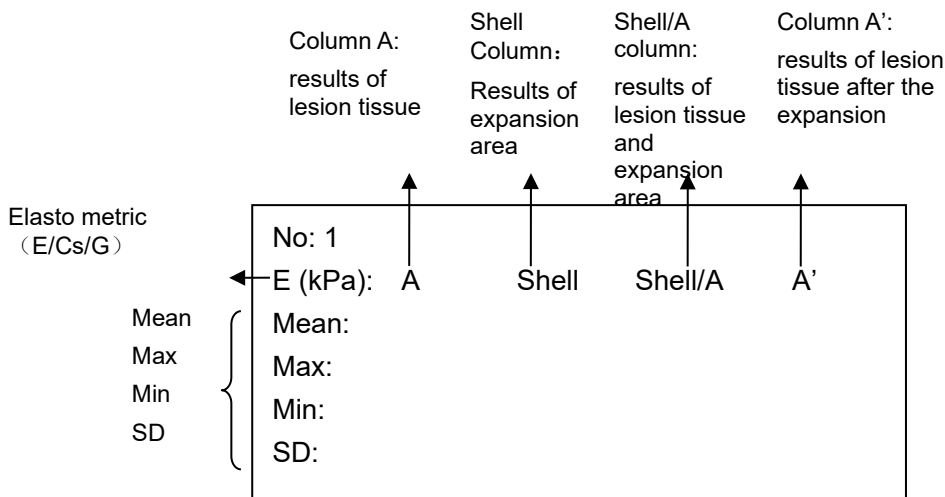 Column A:
results of
lesion tissue
Shell
Column：
Results of
expansion
area
Shell/A
column:
results of
lesion tissue
and
expansion
area
Column A’:
results of lesion
tissue after the
expansion
Elasto metric
（E/Cs/G）
No: 1
E (kPa): A Shell Shell/A A’
Mean
Max
Min
SD
Mean:
Max:
Min:
SD: